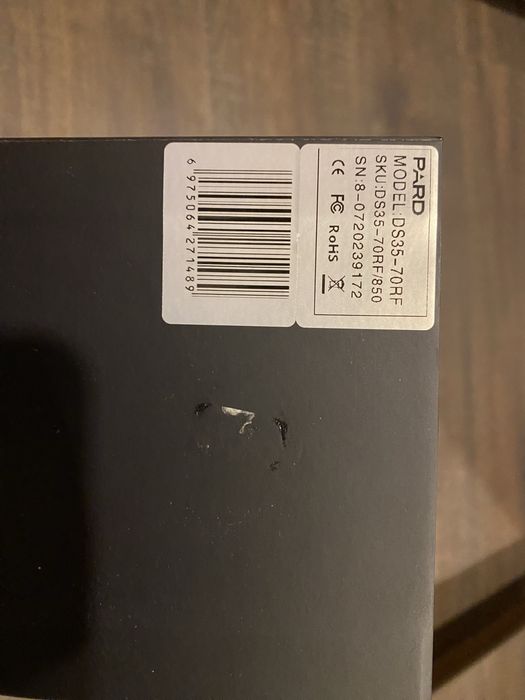 PARD
MODEL:DS35-70RF
SKU:DS35-70RF/850
SN:8-0720239172
CE FC RoHS
6 975064 271489